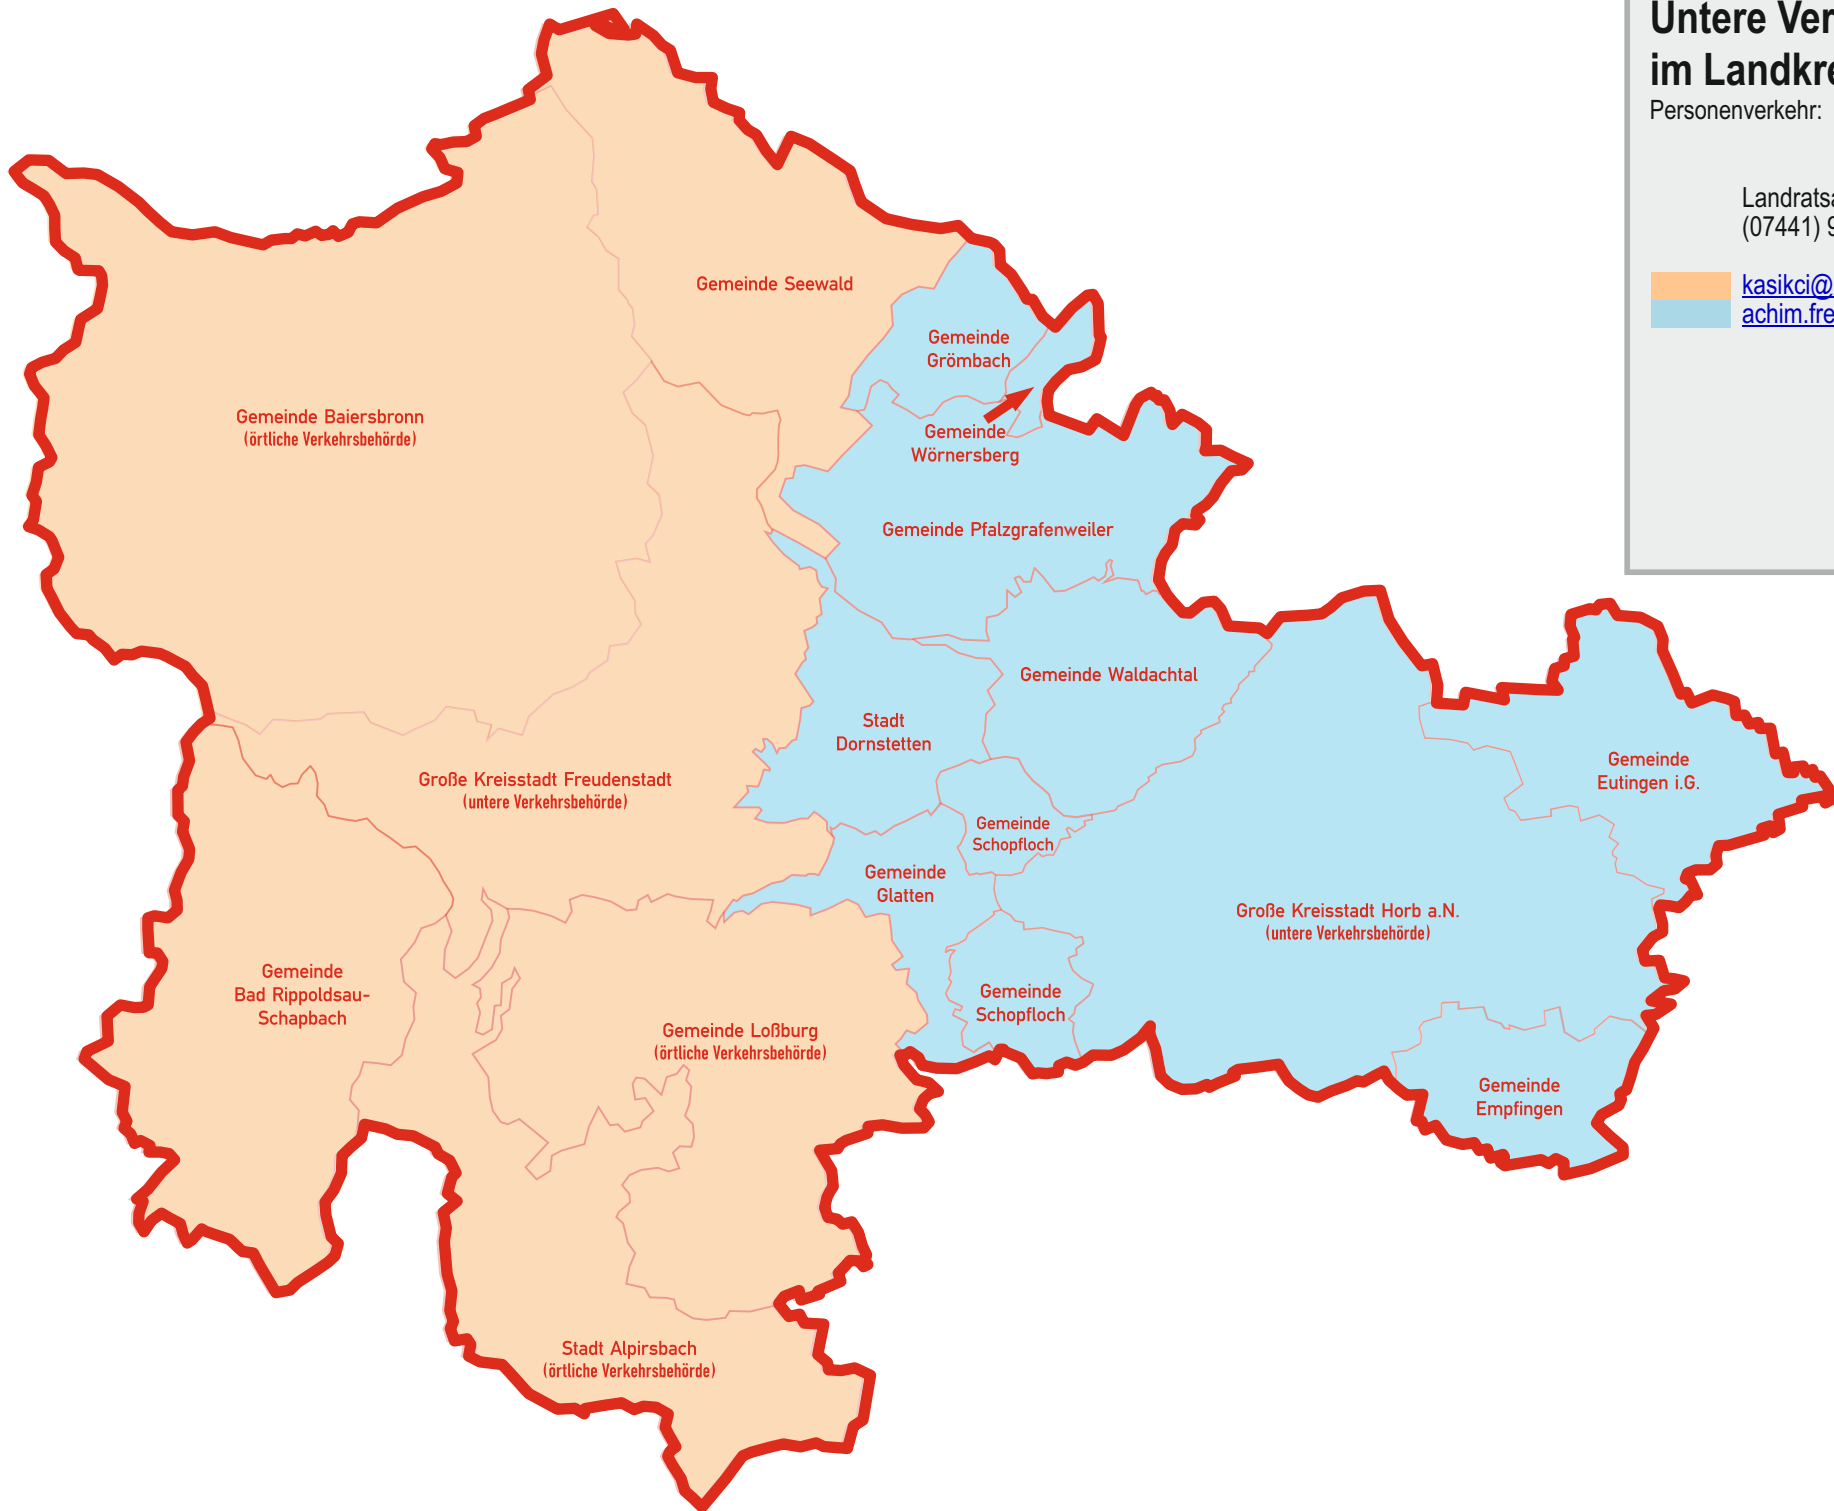 Untere Ver
im Landkre
Personenverkehr:
Landratsa
(07441) 9
kasikci@
achim.fre
Gemeinde Seewald
Gemeinde
Grömbach
Gemeinde Baiersbronn
(örtliche Verkehrsbehörde)
Gemeinde
Wörnersberg
Gemeinde Pfalzgrafenweiler
Gemeinde Waldachtal
Stadt
Dornstetten
Gemeinde
Eutingen i.G.
Große Kreisstadt Freudenstadt
(untere Verkehrsbehörde)
Gemeinde
Schopfloch
Gemeinde
Glatten
Große Kreisstadt Horb a.N.
(untere Verkehrsbehörde)
Gemeinde
Bad Rippoldsau-
Schapbach
Gemeinde
Schopfloch
Gemeinde Loßburg
(örtliche Verkehrsbehörde)
Gemeinde
Empfingen
Stadt Alpirsbach
(örtliche Verkehrsbehörde)